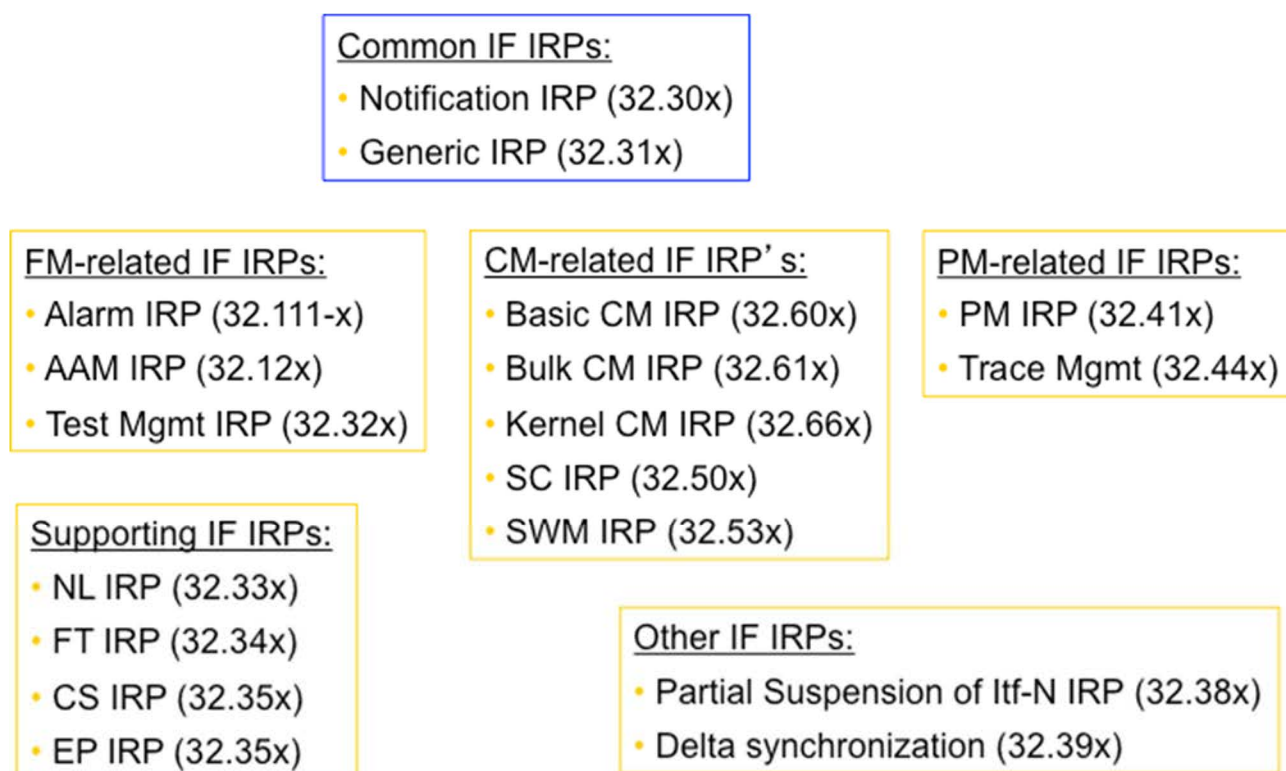 Common IF IRPs:
• Notification IRP (32.30x)
• Generic IRP (32.31x)
FM-related IF IRPs:
• Alarm IRP (32.111-x)
• AAM IRP (32.12x)
• Test Mgmt IRP (32.32x)
CM-related IF IRP’ s:
• Basic CM IRP (32.60x)
• Bulk CM IRP (32.61x)
• Kernel CM IRP (32.66x)
• SC IRP (32.50x)
• SWM IRP (32.53x)
PM-related IF IRPs:
• PM IRP (32.41x)
• Trace Mgmt (32.44x)
Supporting IF IRPs:
• NL IRP (32.33x)
• FT IRP (32.34x)
• CS IRP (32.35x)
• EP IRP (32.35x)
Other IF IRPs:
• Partial Suspension of Itf-N IRP (32.38x)
• Delta synchronization (32.39x)